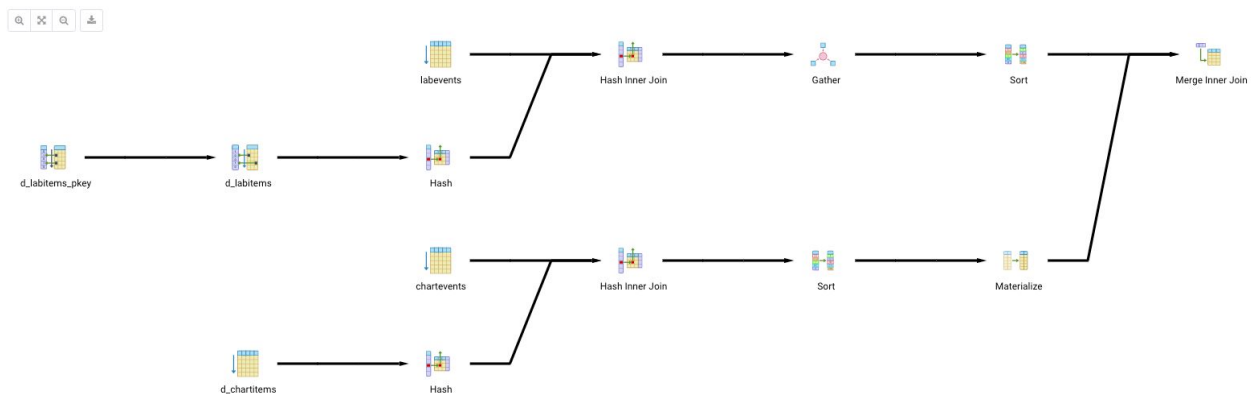 labevents
Hash Inner Join
Gather
Sort
Merge Inner Join
d_labitems_pkey
d_labitems
Hash
chartevents
Hash Inner Join
Sort
Materialize
d_chartitems
Hash